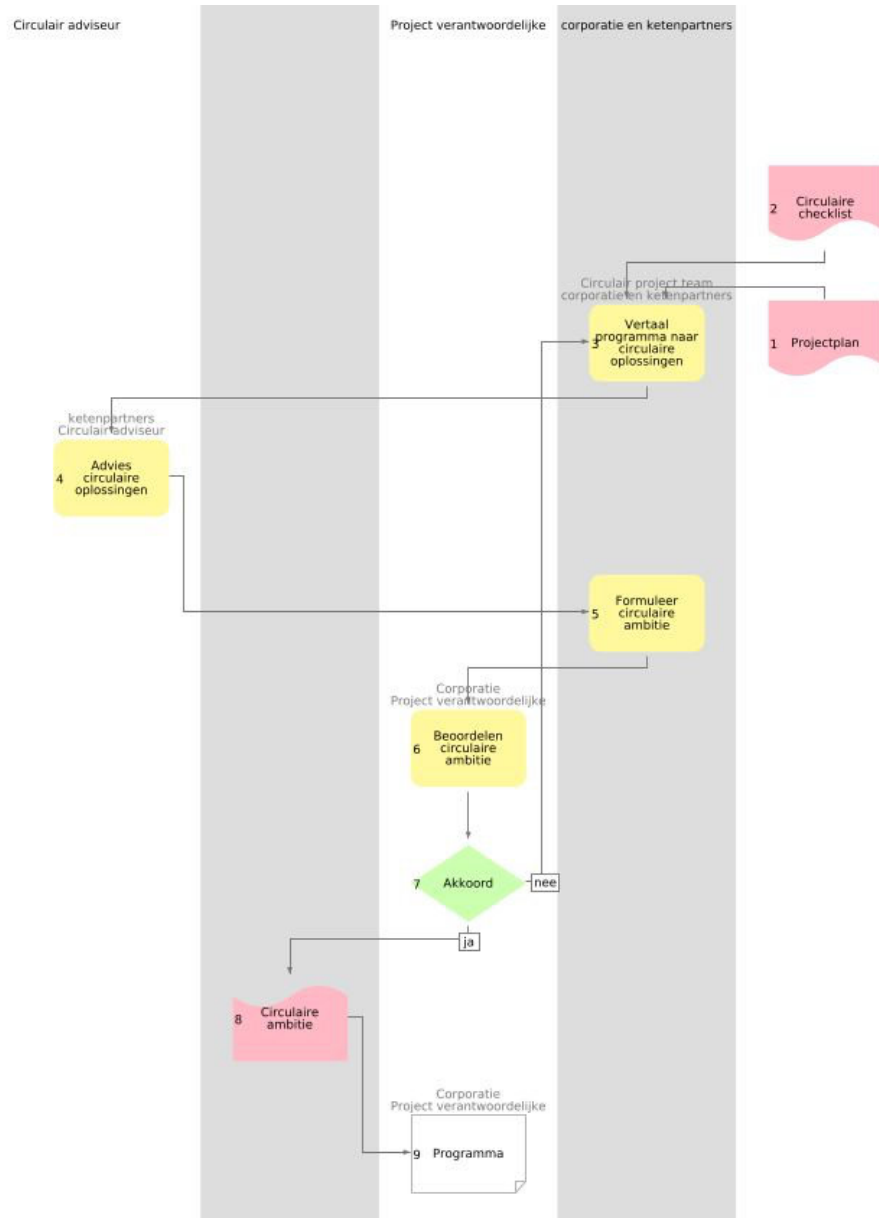 Circulair adviseur
Project verantwoordelijke
corporatie en ketenpartners
2
Circulaire
checklist
Circulair project team
corporatie en ketenpartners
3
Vertaal
programma naar
circulaire
oplossingen
1
Projectplan
ketenpartners
Circulair adviseur
4
Advies
circulaire
oplossingen
5
Formuleer
circulaire
ambitie
Corporatie
Project verantwoordelijke
6
Beoordelen
circulaire
ambitie
7
Akkoord
nee
ja
8
Circulaire
ambitie
Corporatie
Project verantwoordelijke
9
Programma